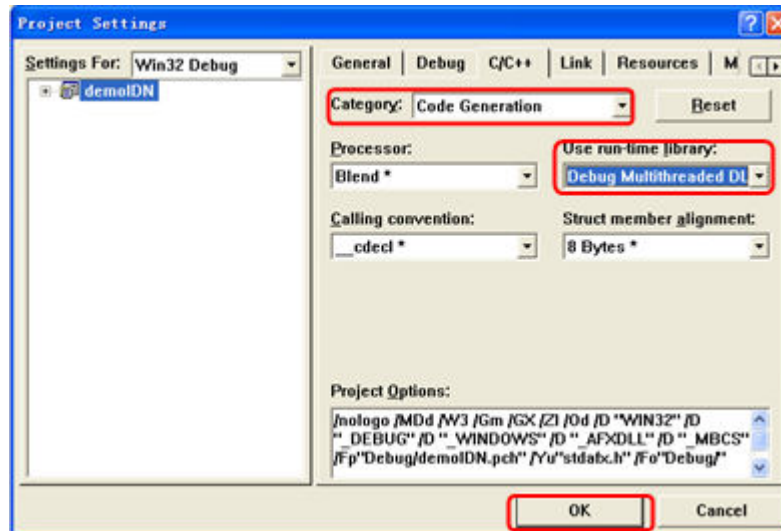 Project Settings
Settings For: Win32 Debug
demoIDN
General Debug C/C++ Link Resources M
Category: Code Generation
Reset
Processor:
Use run-time library:
Blend *
Debug Multithreaded DL
Calling convention:
Struct member alignment:
__cdecl *
8 Bytes *
Project Options:
/nologo /MDd /W3 /Gm /GX /ZI /Od /D "WIN32" /D
"_DEBUG" /D "_WINDOWS" /D "_AFXDLL" /D "_MBCS"
/Fp"Debug/demoIDN.pch" /Yu"stdafx.h" /Fo"Debug/"
OK
Cancel